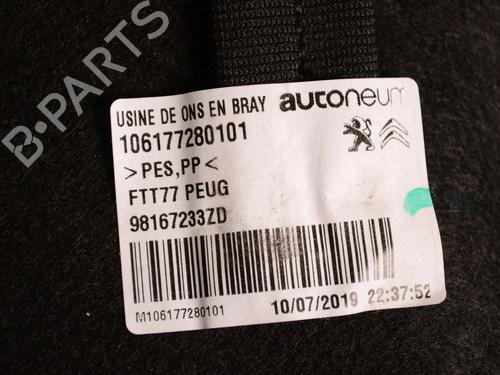 B-PARTS
USINE DE ONS EN BRAY autoneum
106177280101
>PES,PP<
FTT77 PEUG
98167233ZD
M106177280101 10/07/2019 22:37:52